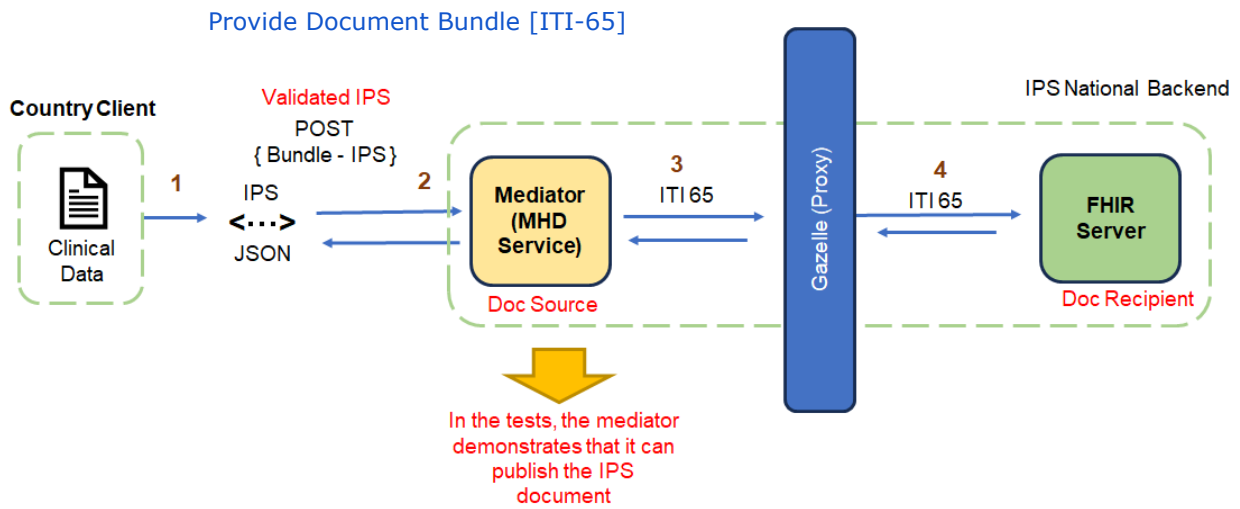 Provide Document Bundle [ITI-65]
IPS National Backend
Country Client
Validated IPS
POST
{ Bundle - IPS }
1
IPS
<···>
JSON
Clinical
Data
2
Mediator
(MHD
Service)
Doc Source
3
ITI 65
Gazelle (Proxy)
4
ITI 65
FHIR
Server
Doc Recipient
In the tests, the mediator
demonstrates that it can
publish the IPS
document